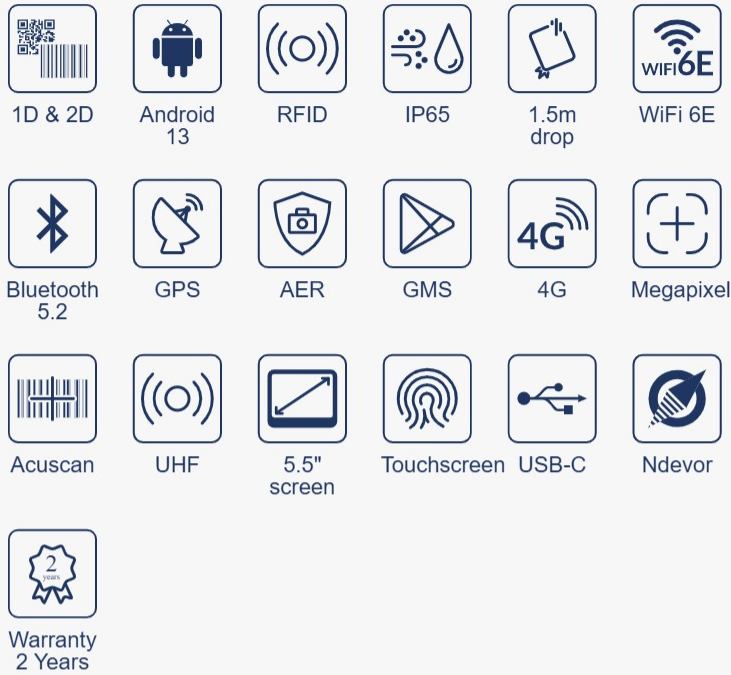 WIFI 6E
1D & 2D
Android
13
RFID
IP65
1.5m
drop
WiFi 6E
4G
Bluetooth
5.2
GPS
AER
GMS
4G
Megapixel
Acuscan
UHF
5.5"
screen
Touchscreen
USB-C
Ndevor
2
years
Warranty
2 Years